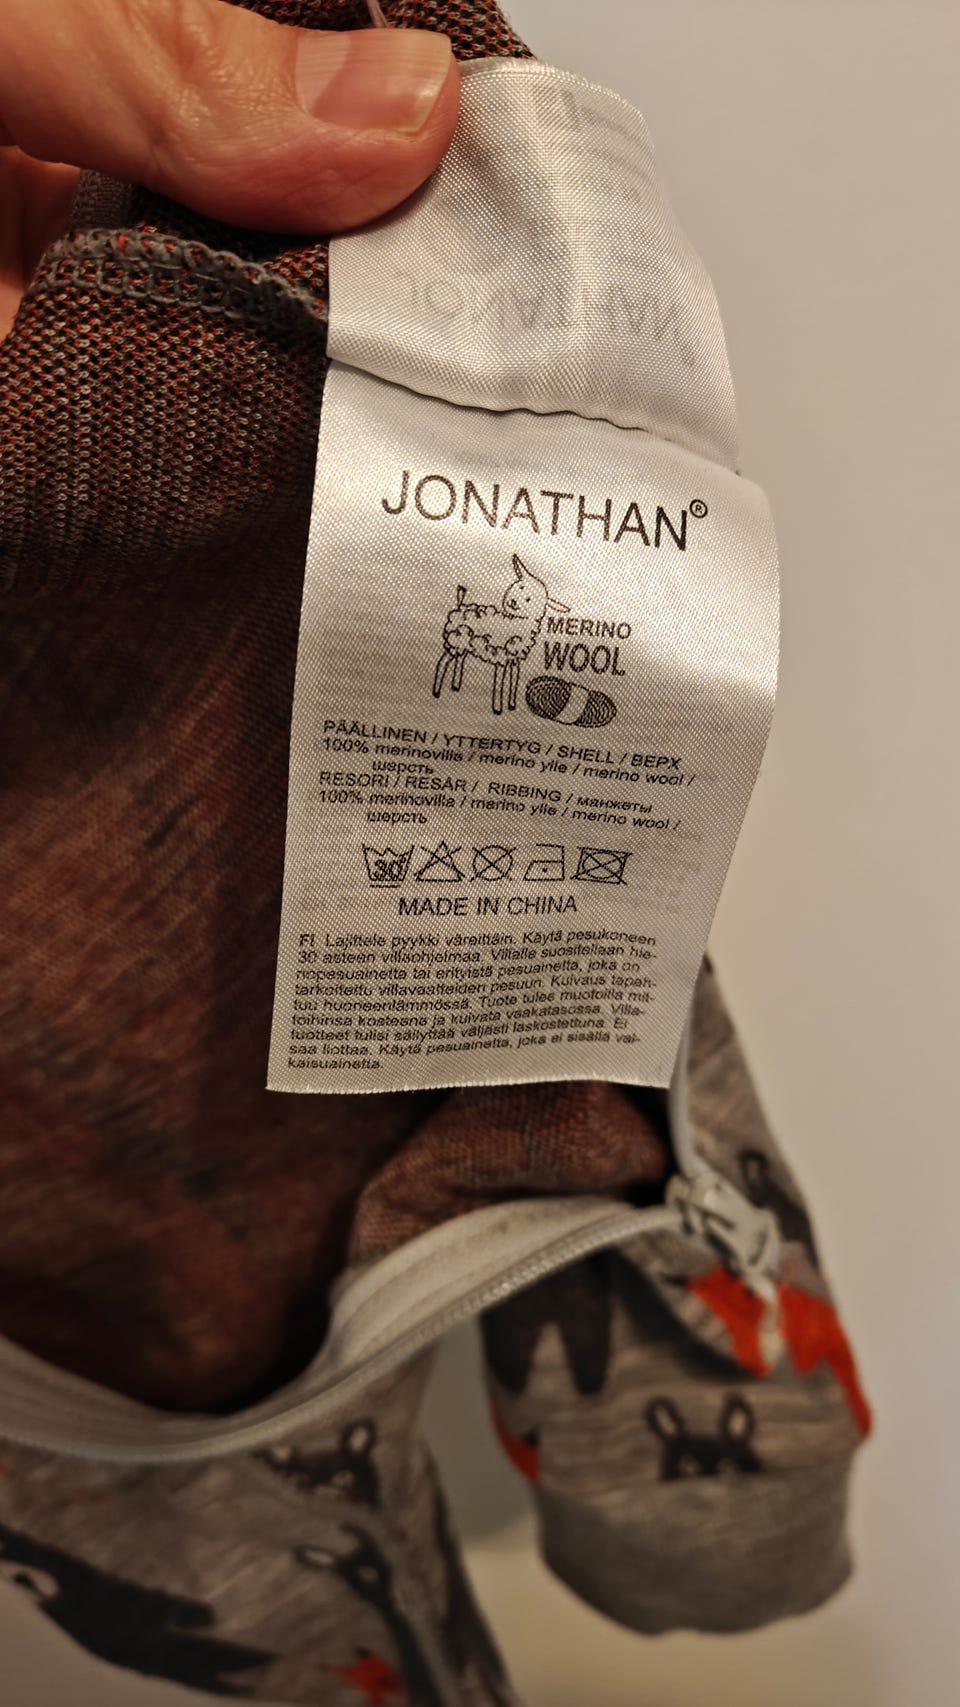 JONATHAN®
MERINO
WOOL
PÄÄLLINEN / YTTERTYG / SHELL / ВЕРХ
100% merinovilla / merino ylle / merino wool /
шерсть
RESORI / RESÅR / RIBBING / манжеты
100% merinovilla / merino ylle / merino wool /
шерсть
30
MADE IN CHINA
FI Lajittele pyykki väreittäin. Käytä pesukoneen
30 asteen villaohjelmaa. Villalle suositellaan hie-
nopesuainetta tai erityistä pesuainetta, joka on
tarkoitettu villavaatteiden pesuun. Kuivaus tapah-
tuu huoneenlämmössä. Tuote tulee muotoilla mit-
toihinsa kosteana ja kuivata vaakatasossa. Villa-
tuotteet tulisi säilyttää väljästi laskostettuna. Ei
saa liottaa. Käytä pesuainetta, joka ei sisällä val-
kaisuainetta.